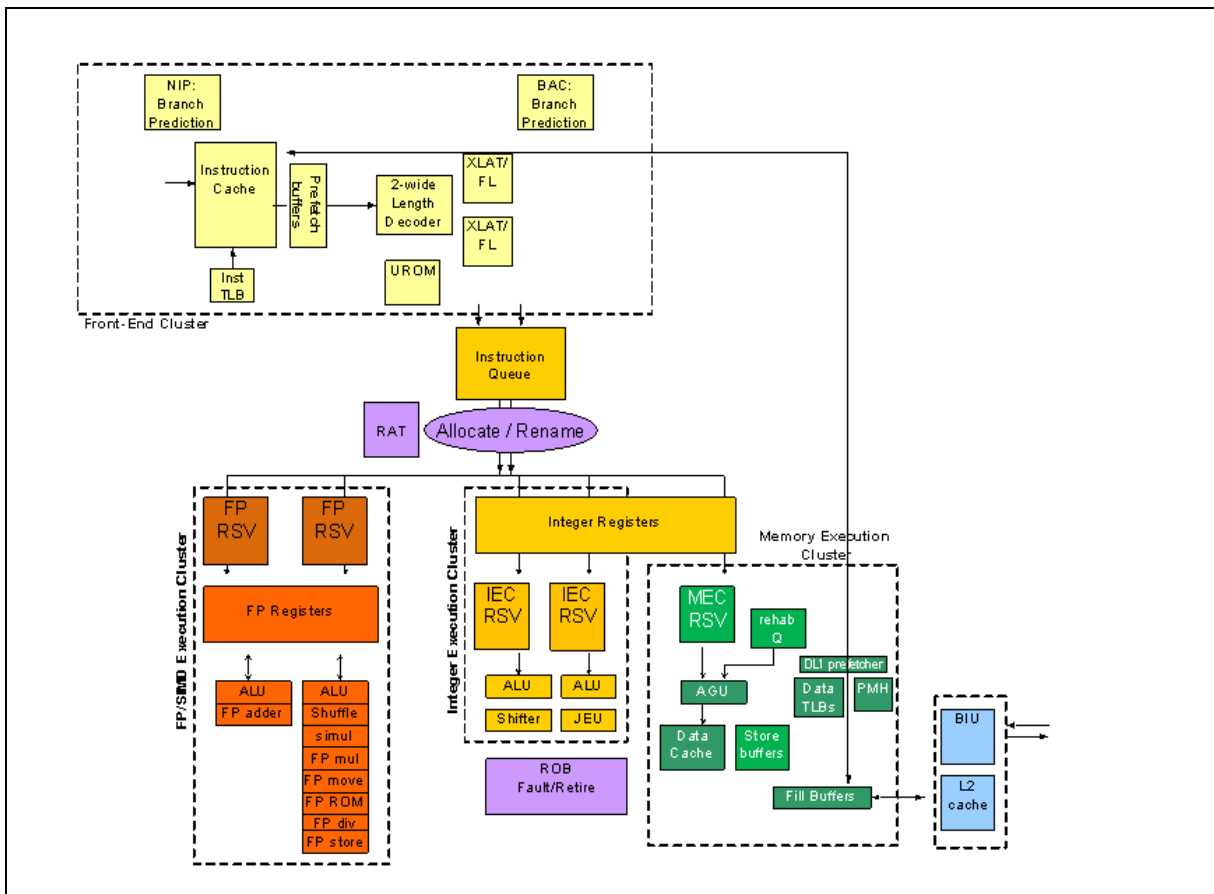 NIP:
Branch
Prediction
BAC:
Branch
Prediction
Instruction
Cache
Prefetch
buffers
2-wide
Length
Decoder
XLAT/
FL
XLAT/
FL
Inst
TLB
UROM
Front-End Cluster
Instruction
Queue
RAT
Allocate / Rename
FP/SIMD Execution Cluster
FP
RSV
FP
RSV
FP Registers
ALU
FP adder
ALU
Shuffle
simul
FP mul
FP move
FP ROM
FP div
FP store
Integer Execution Cluster
Integer Registers
IEC
RSV
IEC
RSV
ALU
ALU
Shifter
JEU
ROB
Fault/Retire
Memory Execution
Cluster
MEC
RSV
rehab
Q
DL1 prefetcher
AGU
Data
TLBs
PMH
Data
Cache
Store
buffers
Fill Buffers
BIU
L2
cache